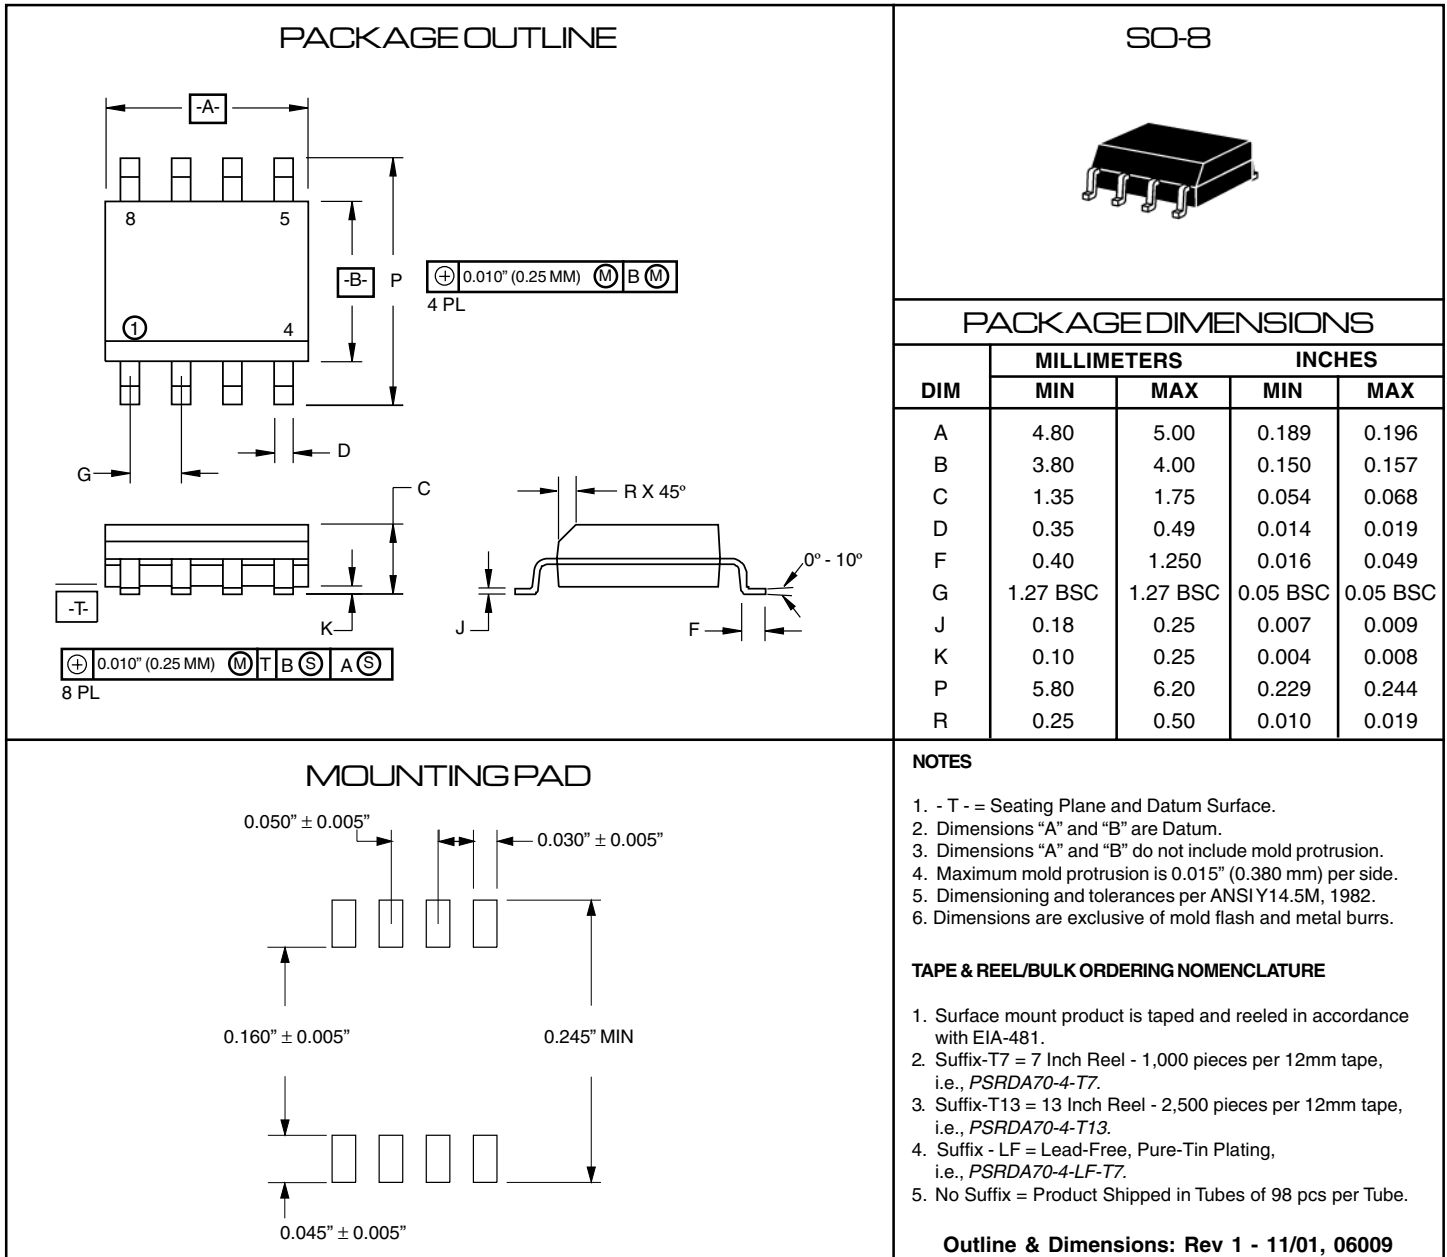 PACKAGE OUTLINE
-A-
8 5
-B- P
⊕ 0.010” (0.25 MM) Ⓜ B Ⓜ
4 PL
① 4
D
G
C
R X 45º
0º - 10º
-T-
K
J
F
⊕ 0.010” (0.25 MM) Ⓜ T B Ⓢ A Ⓢ
8 PL
SO-8
PACKAGE DIMENSIONS
MILLIMETERS INCHES
DIM MIN MAX MIN MAX
A 4.80 5.00 0.189 0.196
B 3.80 4.00 0.150 0.157
C 1.35 1.75 0.054 0.068
D 0.35 0.49 0.014 0.019
F 0.40 1.250 0.016 0.049
G 1.27 BSC 1.27 BSC 0.05 BSC 0.05 BSC
J 0.18 0.25 0.007 0.009
K 0.10 0.25 0.004 0.008
P 5.80 6.20 0.229 0.244
R 0.25 0.50 0.010 0.019
MOUNTING PAD
0.050” ± 0.005”
0.030” ± 0.005”
0.160” ± 0.005”
0.245” MIN
0.045” ± 0.005”
NOTES
1. - T - = Seating Plane and Datum Surface.
2. Dimensions “A” and “B” are Datum.
3. Dimensions “A” and “B” do not include mold protrusion.
4. Maximum mold protrusion is 0.015” (0.380 mm) per side.
5. Dimensioning and tolerances per ANSI Y14.5M, 1982.
6. Dimensions are exclusive of mold flash and metal burrs.
TAPE & REEL/BULK ORDERING NOMENCLATURE
1. Surface mount product is taped and reeled in accordance
with EIA-481.
2. Suffix-T7 = 7 Inch Reel - 1,000 pieces per 12mm tape,
i.e., PSRDA70-4-T7.
3. Suffix-T13 = 13 Inch Reel - 2,500 pieces per 12mm tape,
i.e., PSRDA70-4-T13.
4. Suffix - LF = Lead-Free, Pure-Tin Plating,
i.e., PSRDA70-4-LF-T7.
5. No Suffix = Product Shipped in Tubes of 98 pcs per Tube.
Outline & Dimensions: Rev 1 - 11/01, 06009